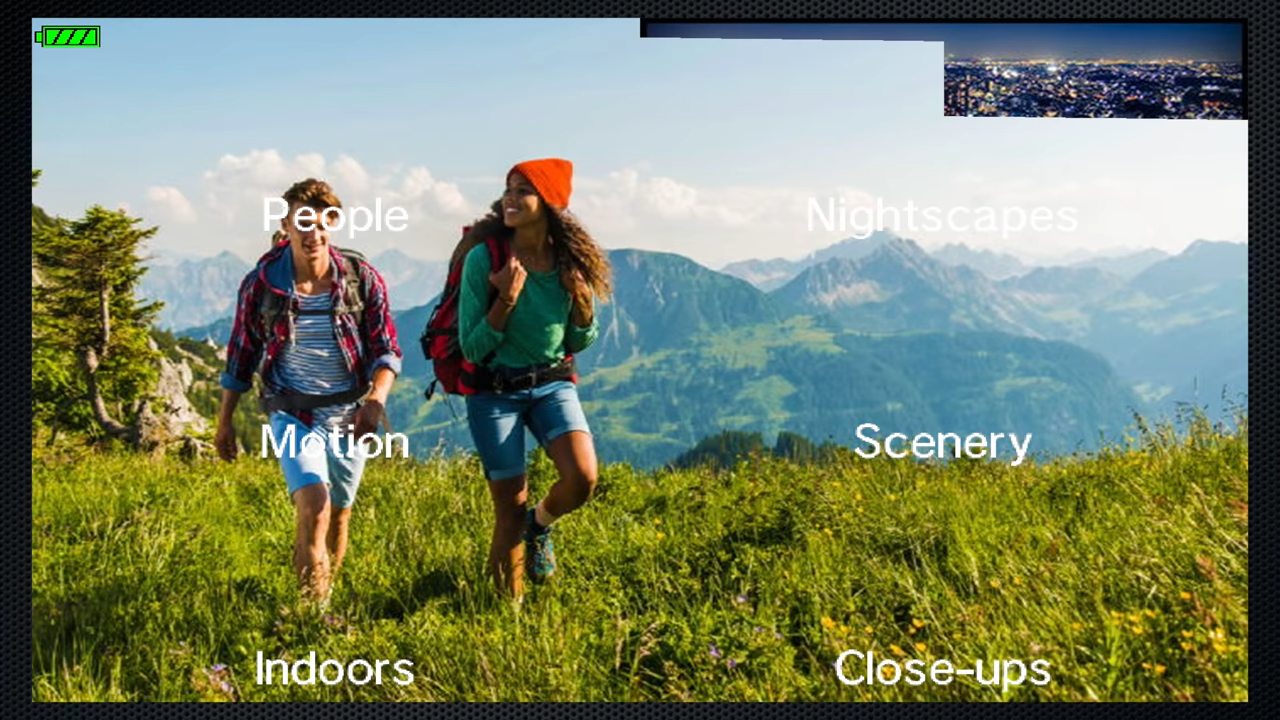 People
Nightscapes
Motion
Scenery
Indoors
Close-ups